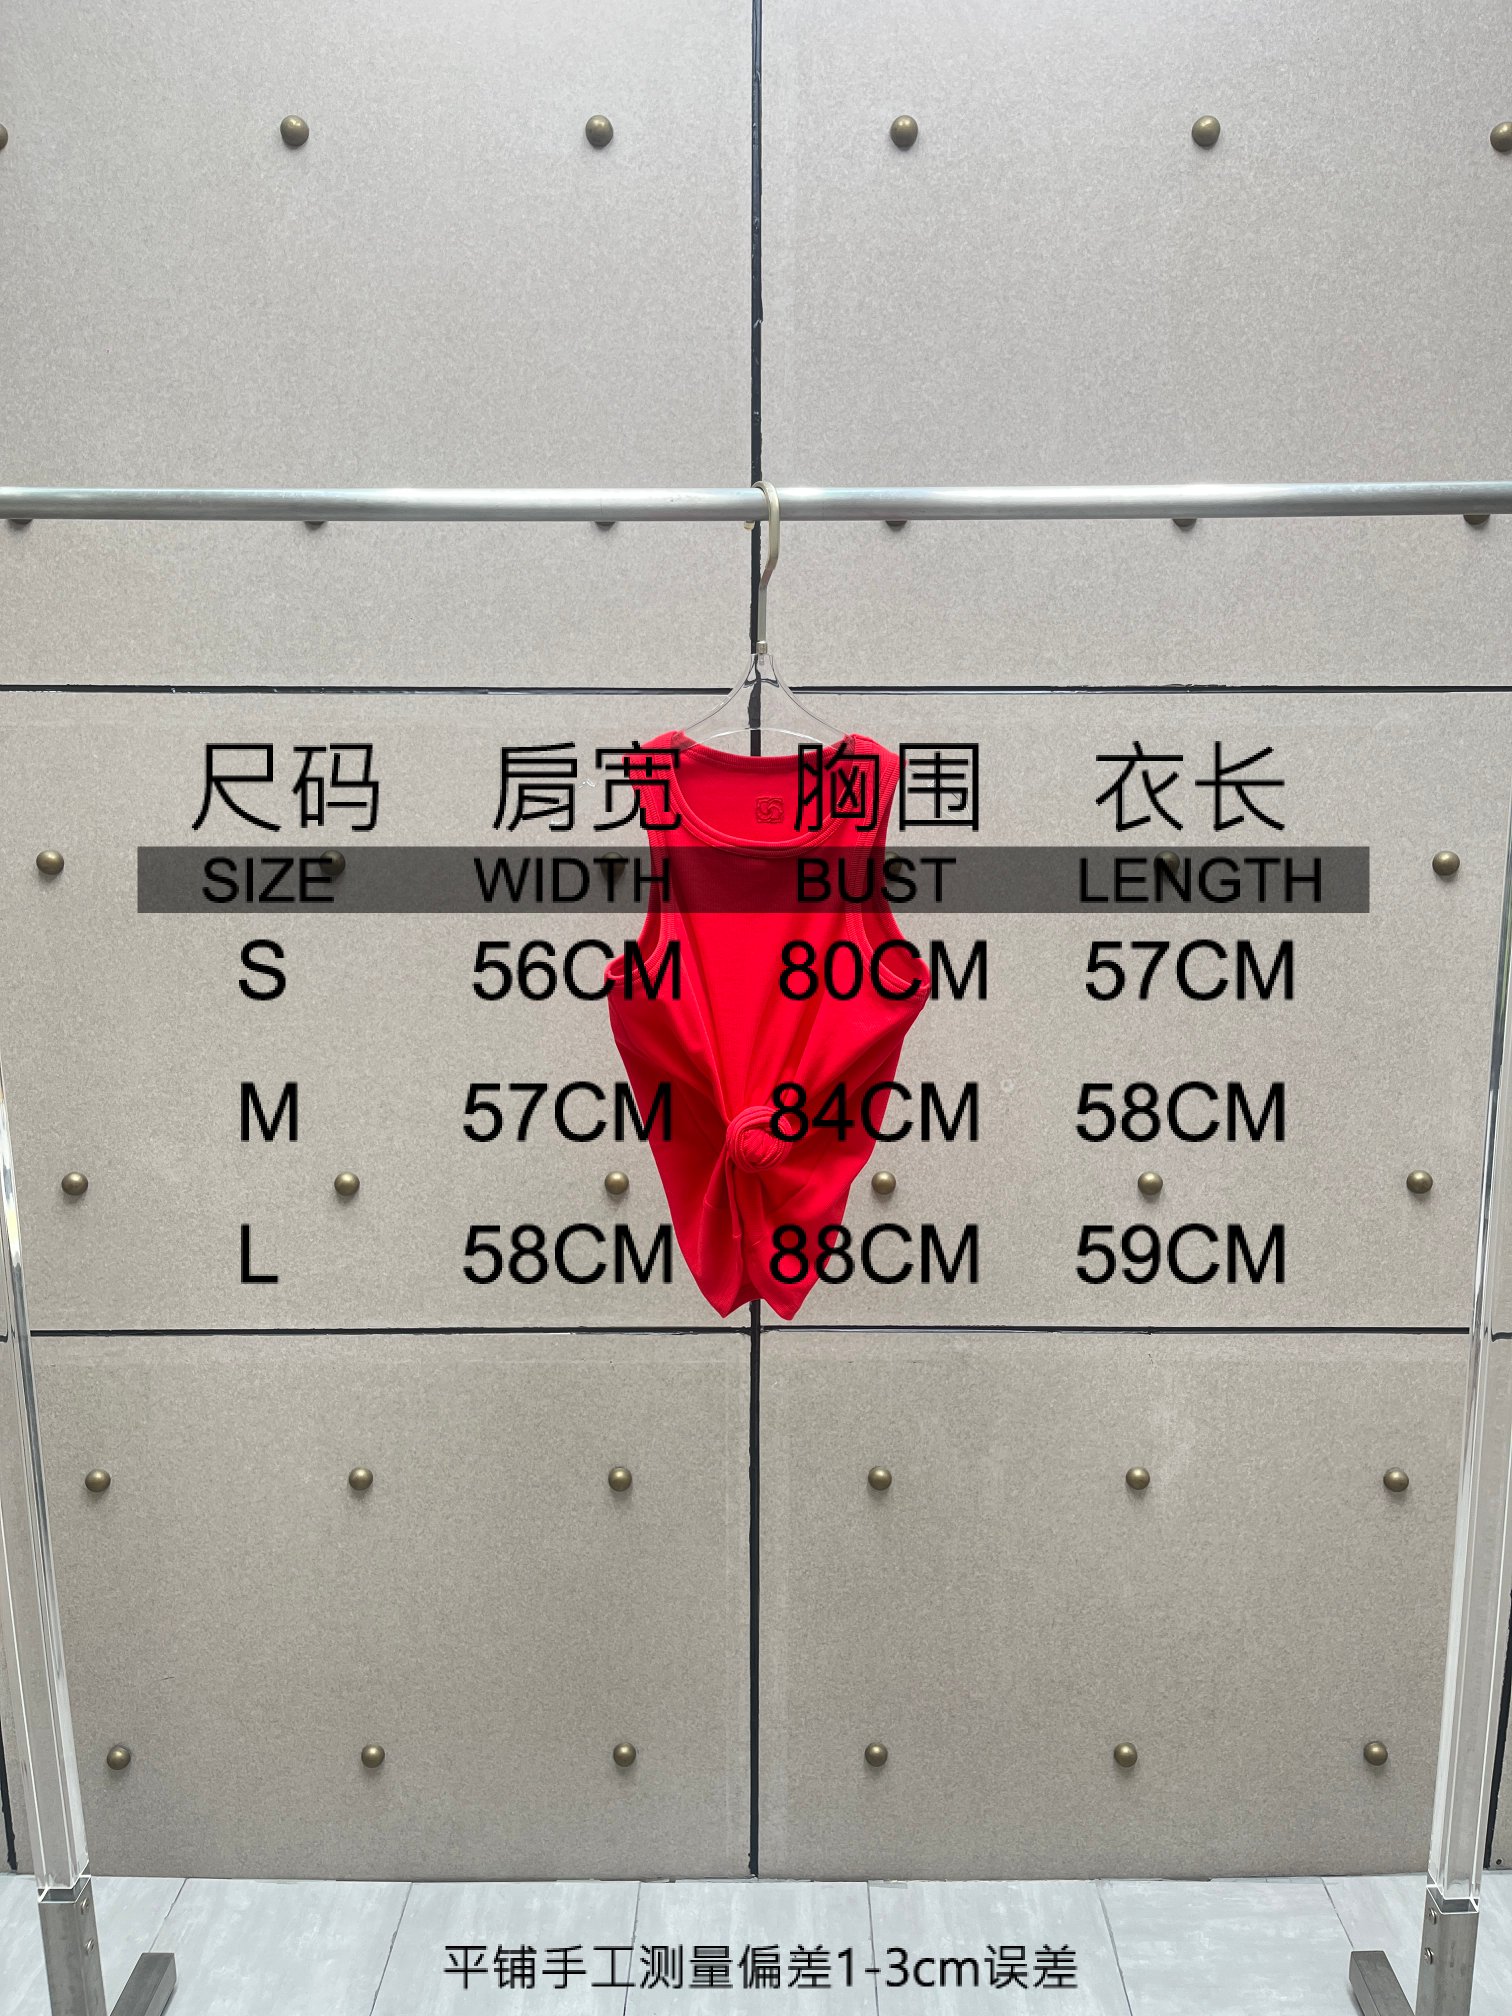 尺码 肩宽 胸围 衣长
SIZE WIDTH BUST LENGTH
S 56CM 80CM 57CM
M 57CM 84CM 58CM
L 58CM 88CM 59CM
平铺手工测量偏差1-3cm误差